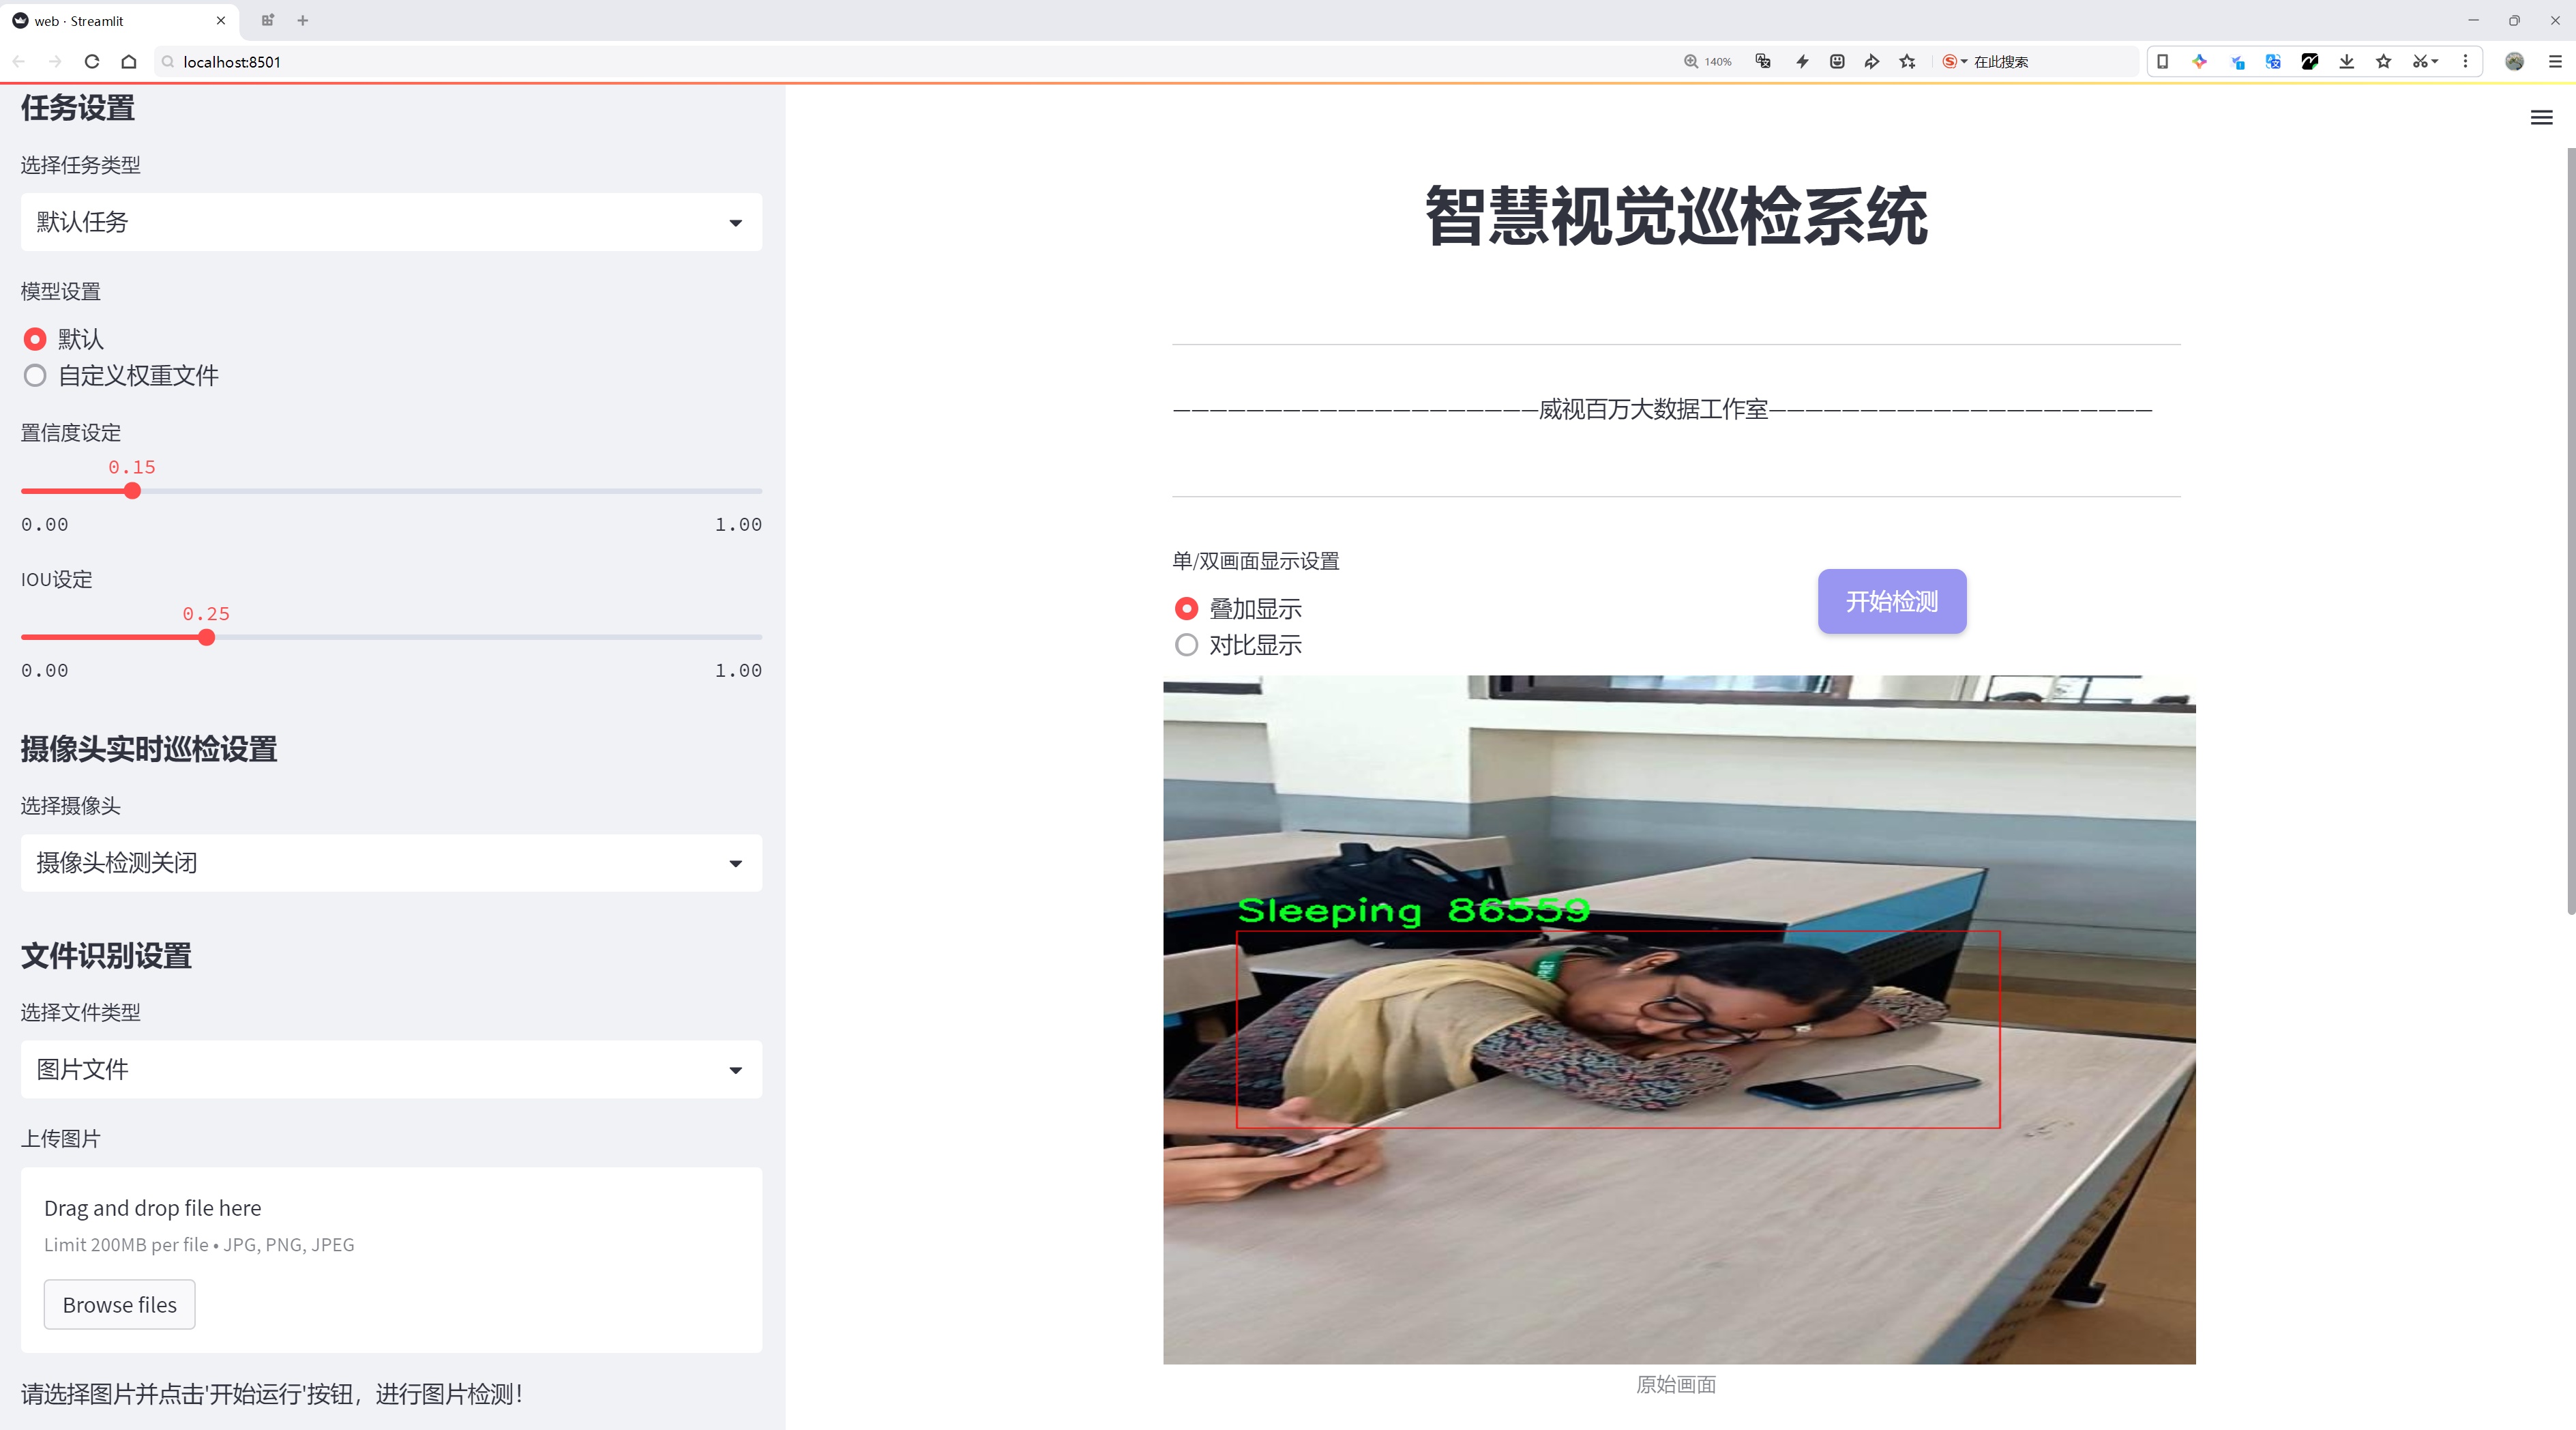 web · Streamlit
localhost:8501
140%
在此搜索
任务设置
选择任务类型
默认任务
模型设置
默认
自定义权重文件
置信度设定
0.15
0.00
1.00
IOU设定
0.25
0.00
1.00
摄像头实时巡检设置
选择摄像头
摄像头检测关闭
文件识别设置
选择文件类型
图片文件
上传图片
Drag and drop file here
Limit 200MB per file • JPG, PNG, JPEG
Browse files
请选择图片并点击'开始运行'按钮，进行图片检测！
智慧视觉巡检系统
————————————————————威视百万大数据工作室—————————————————————
单/双画面显示设置
叠加显示
对比显示
开始检测
Sleeping 86559
原始画面